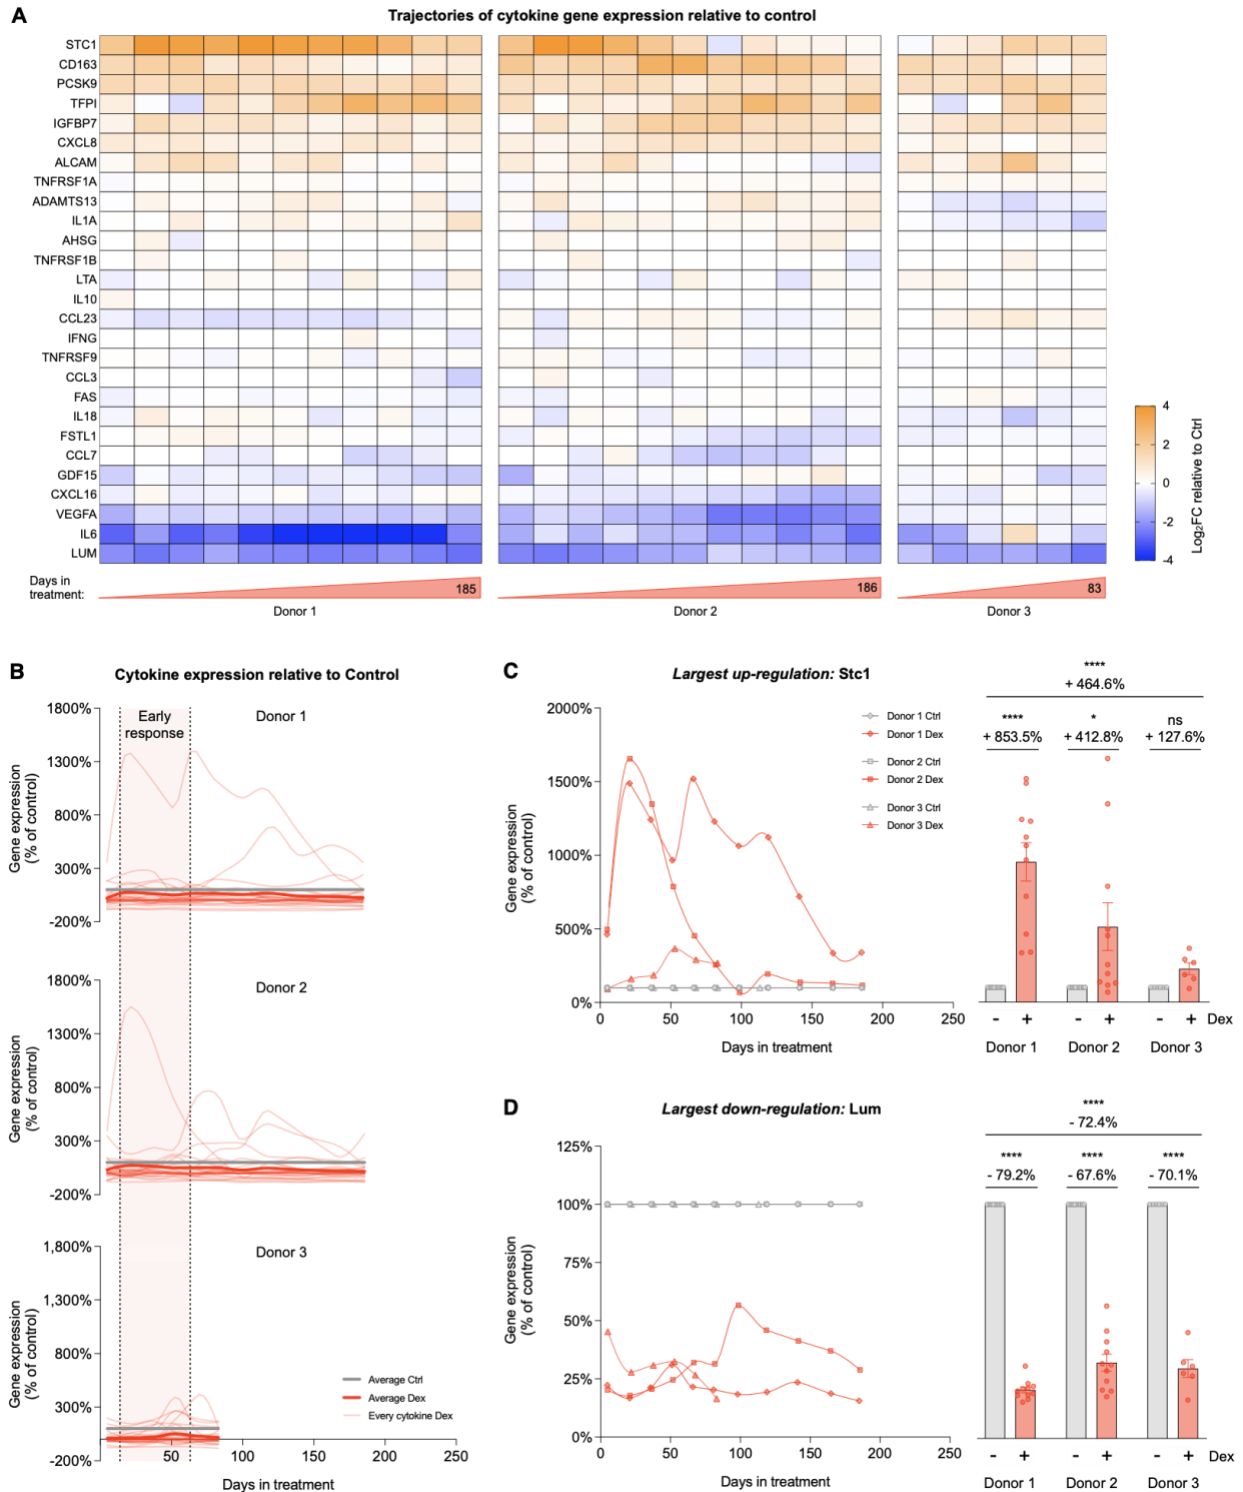 A
Trajectories of cytokine gene expression relative to control
STC1
CD163
PCSK9
TFPI
IGFBP7
CXCL8
ALCAM
TNFRSF1A
ADAMTS13
IL1A
AHSG
TNFRSF1B
LTA
IL10
CCL23
IFNG
TNFRSF9
CCL3
FAS
IL18
FSTL1
CCL7
GDF15
CXCL16
VEGFA
IL6
LUM
4
2
0
-2
-4
Log₂FC relative to Ctrl
Days in
treatment:
185
186
83
Donor 1
Donor 2
Donor 3
B
Cytokine expression relative to Control
1800%
1300%
800%
300%
-200%
Gene expression
(% of control)
Early
response
Donor 1
1800%
1300%
800%
300%
-200%
Gene expression
(% of control)
Donor 2
1,800%
1,300%
800%
300%
-200%
Gene expression
(% of control)
Donor 3
Average Ctrl
Average Dex
Every cytokine Dex
50
100
150
200
250
Days in treatment
C
Largest up-regulation: Stc1
2000%
1500%
1000%
500%
0%
Gene expression
(% of control)
0
50
100
150
200
250
Days in treatment
Donor 1 Ctrl
Donor 1 Dex
Donor 2 Ctrl
Donor 2 Dex
Donor 3 Ctrl
Donor 3 Dex
****
+ 464.6%
****
+ 853.5%
*
+ 412.8%
ns
+ 127.6%
- + - + - + Dex
Donor 1
Donor 2
Donor 3
D
Largest down-regulation: Lum
125%
100%
75%
50%
25%
0%
Gene expression
(% of control)
0
50
100
150
200
250
Days in treatment
****
- 72.4%
****
- 79.2%
****
- 67.6%
****
- 70.1%
- + - + - + Dex
Donor 1
Donor 2
Donor 3